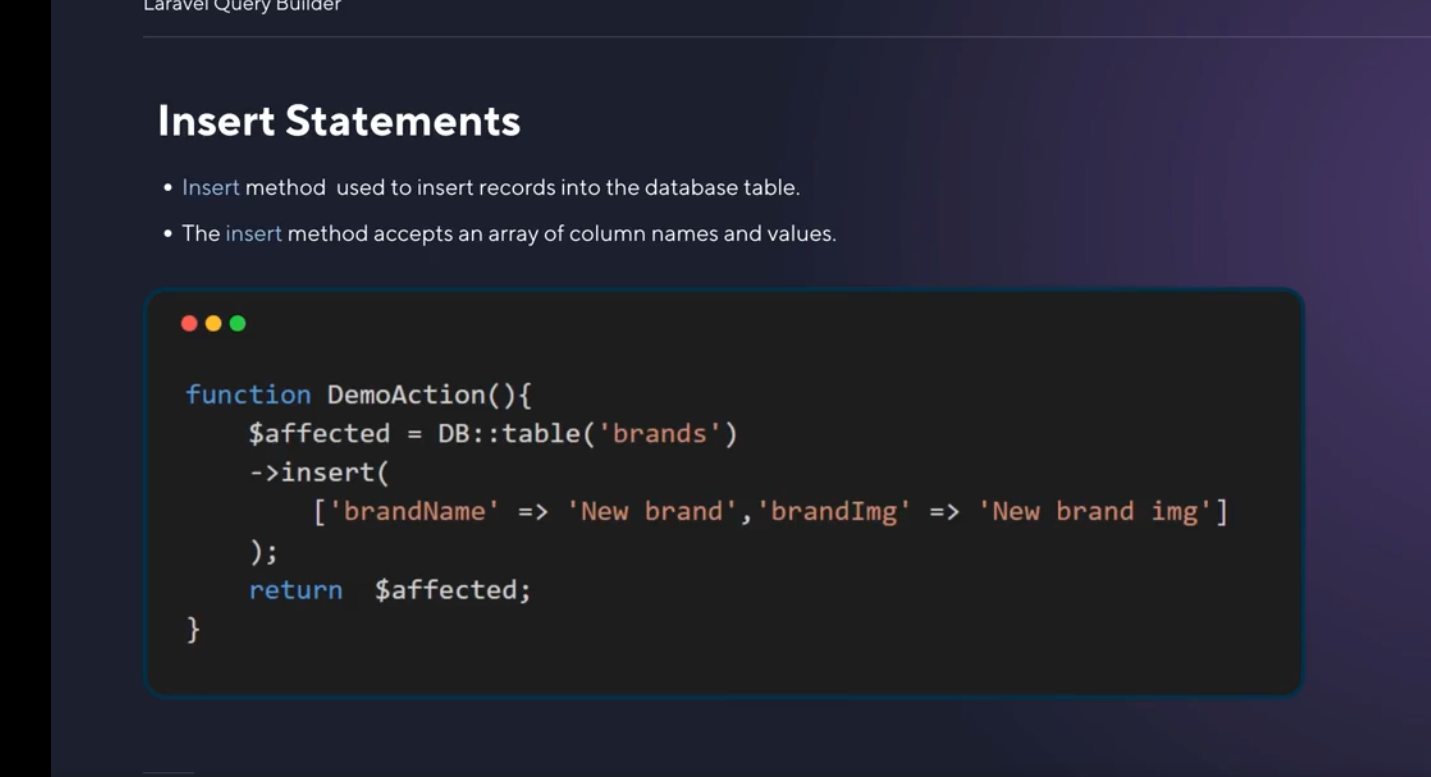 Laravel Query Builder
Insert Statements
• Insert method used to insert records into the database table.
• The insert method accepts an array of column names and values.
function DemoAction(){
    $affected = DB::table('brands')
    ->insert(
        ['brandName' => 'New brand','brandImg' => 'New brand img']
    );
    return  $affected;
}